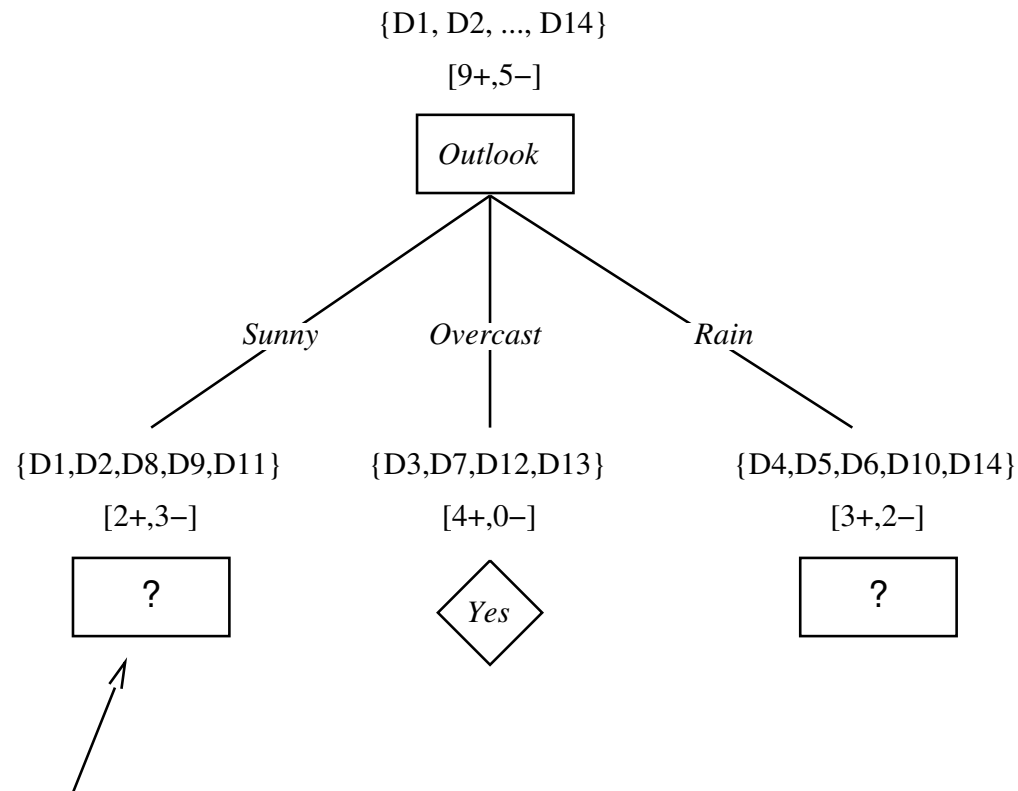 {D1, D2, ..., D14}
[9+,5−]
Outlook
Sunny Overcast Rain
{D1,D2,D8,D9,D11} {D3,D7,D12,D13} {D4,D5,D6,D10,D14}
[2+,3−] [4+,0−] [3+,2−]
? Yes ?